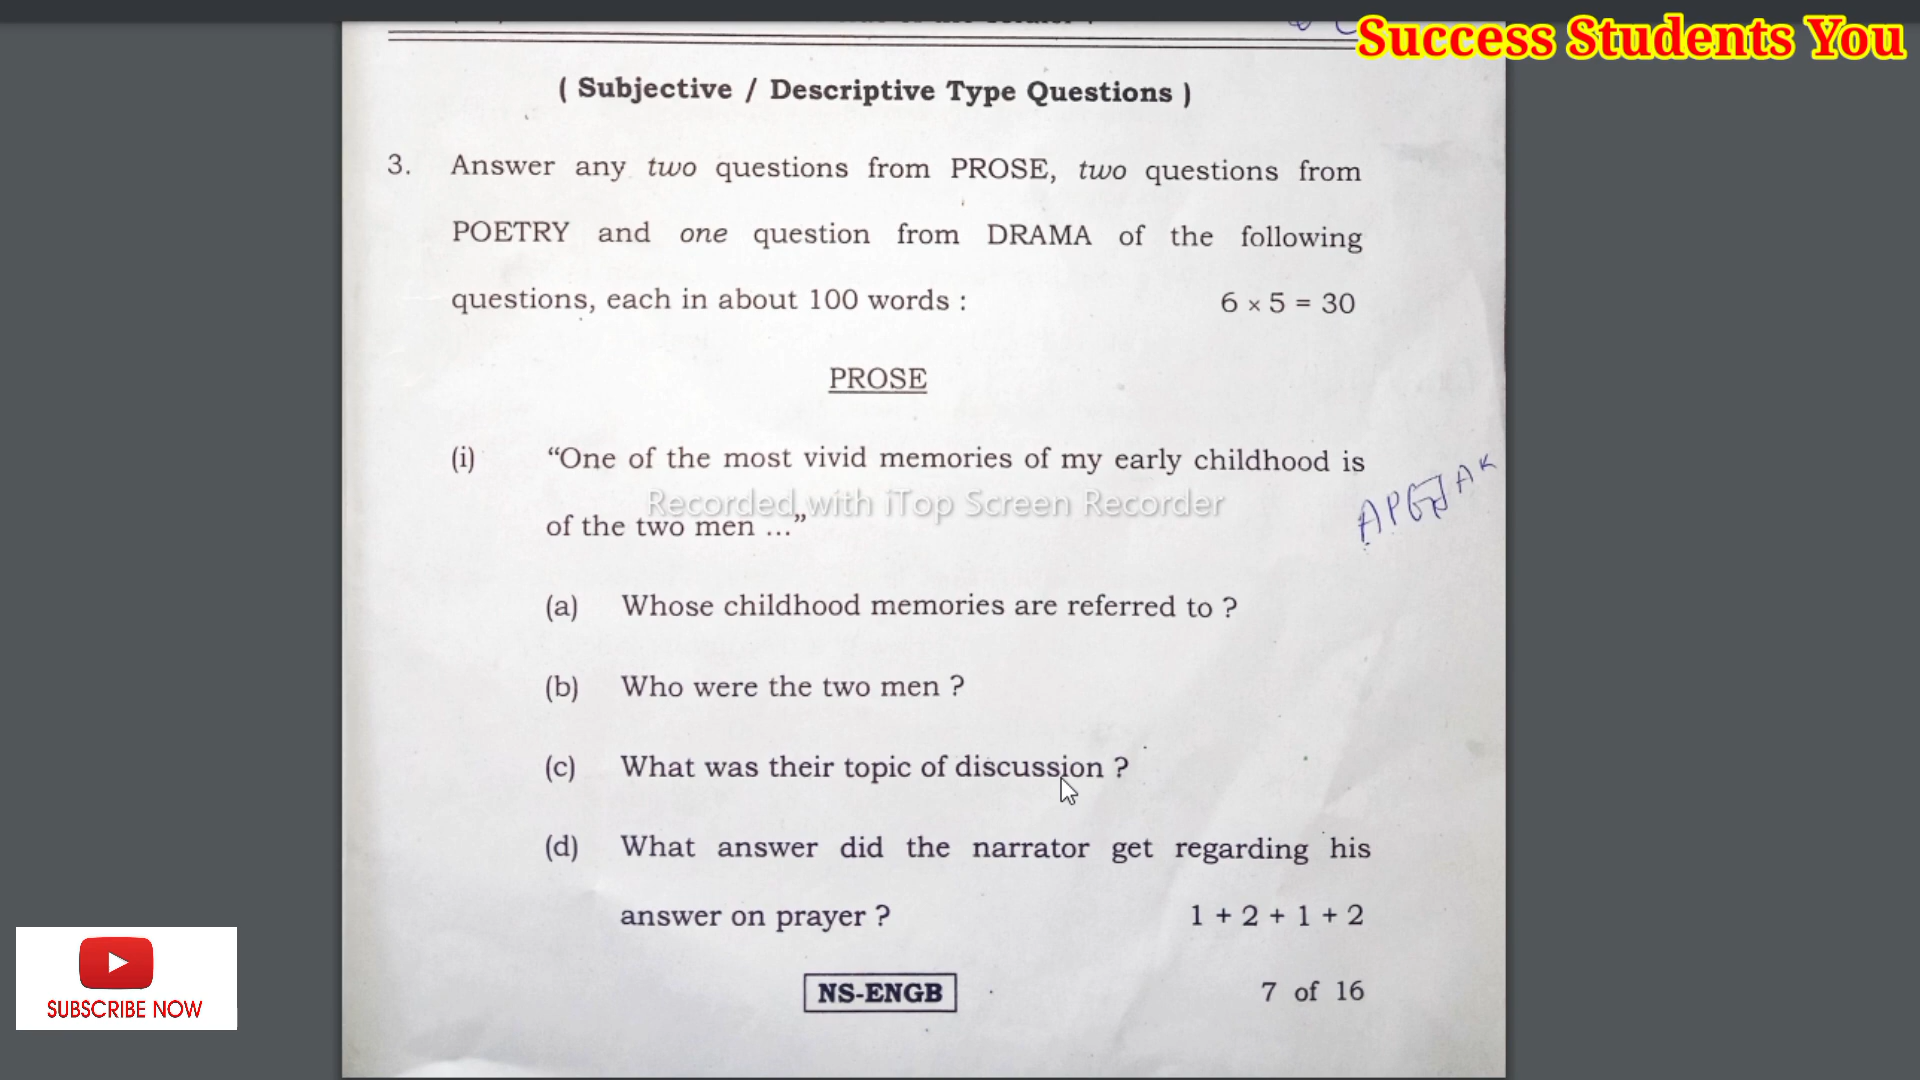 Success Students You
( Subjective / Descriptive Type Questions )
3. Answer any two questions from PROSE, two questions from
POETRY and one question from DRAMA of the following
questions, each in about 100 words : 6 × 5 = 30
PROSE
(i) “One of the most vivid memories of my early childhood is
Recorded with iTop Screen Recorder
of the two men ...”
APGJAK
(a) Whose childhood memories are referred to ?
(b) Who were the two men ?
(c) What was their topic of discussion ?
(d) What answer did the narrator get regarding his
answer on prayer ? 1 + 2 + 1 + 2
SUBSCRIBE NOW
NS-ENGB 7 of 16